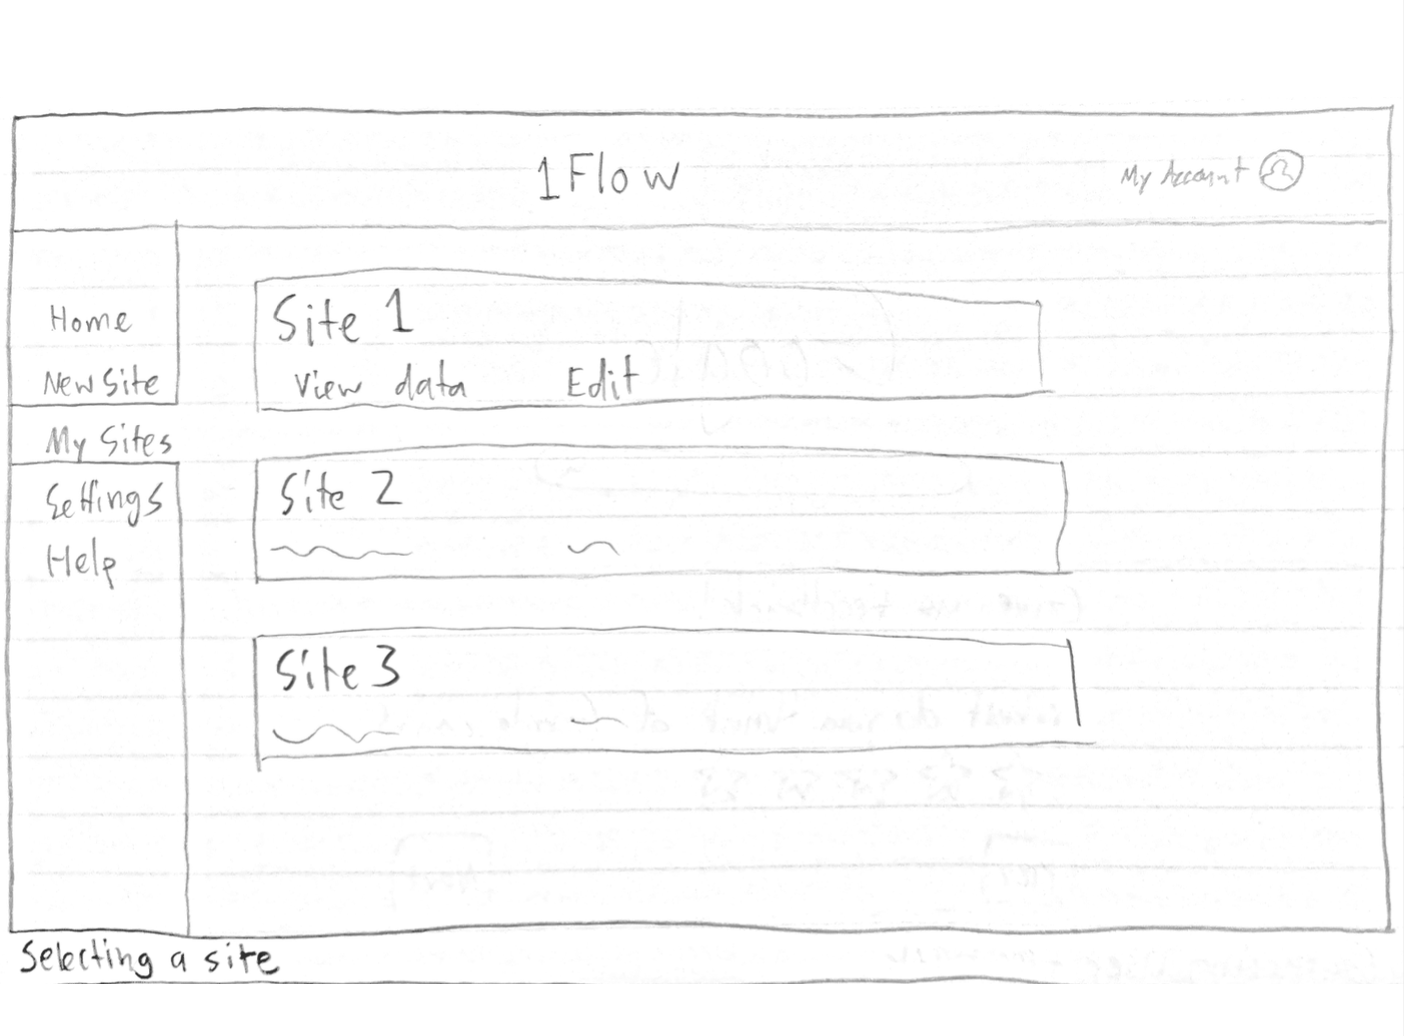 1Flow
My Account
Home
New Site
My Sites
Settings
Help
Site 1
View data Edit
Site 2
Site 3
Selecting a site